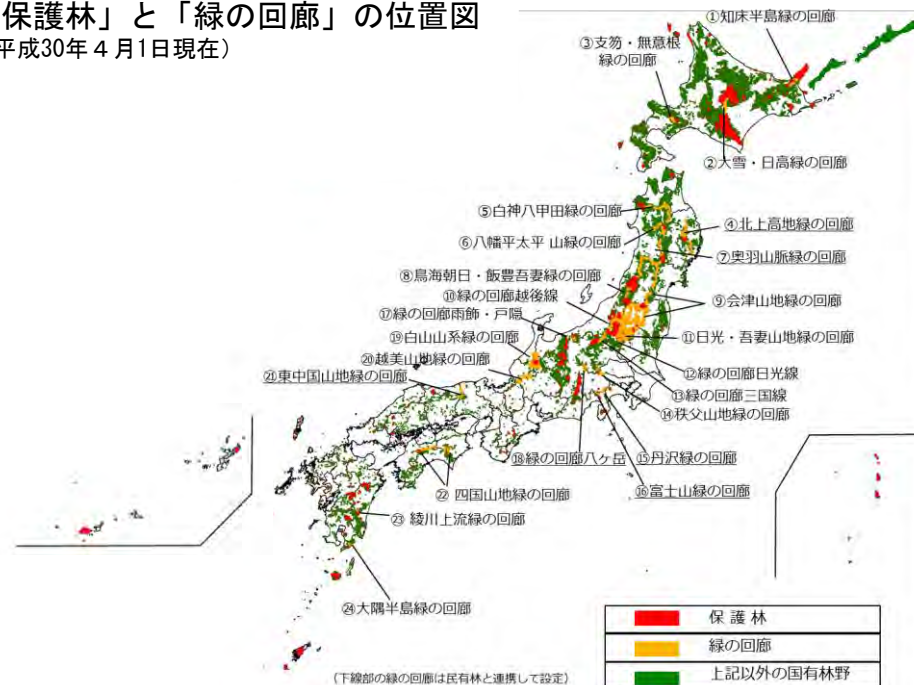 保護林」と「緑の回廊」の位置図
平成30年４月1日現在）
①知床半島緑の回廊
③支笏・無意根
緑の回廊
②大雪・日高緑の回廊
⑤白神八甲田緑の回廊
④北上高地緑の回廊
⑥八幡平太平 山緑の回廊
⑦奥羽山脈緑の回廊
⑧鳥海朝日・飯豊吾妻緑の回廊
⑩緑の回廊越後線
⑨会津山地緑の回廊
⑰緑の回廊雨飾・戸隠
⑪日光・吾妻山地緑の回廊
⑲白山山系緑の回廊
⑳越美山地緑の回廊
⑫緑の回廊日光線
㉑東中国山地緑の回廊
⑬緑の回廊三国線
⑭秩父山地緑の回廊
⑱緑の回廊八ヶ岳
⑮丹沢緑の回廊
㉒ 四国山地緑の回廊
⑯富士山緑の回廊
㉓ 綾川上流緑の回廊
㉔大隅半島緑の回廊
保 護 林
緑の回廊
上記以外の国有林野
（下線部の緑の回廊は民有林と連携して設定）